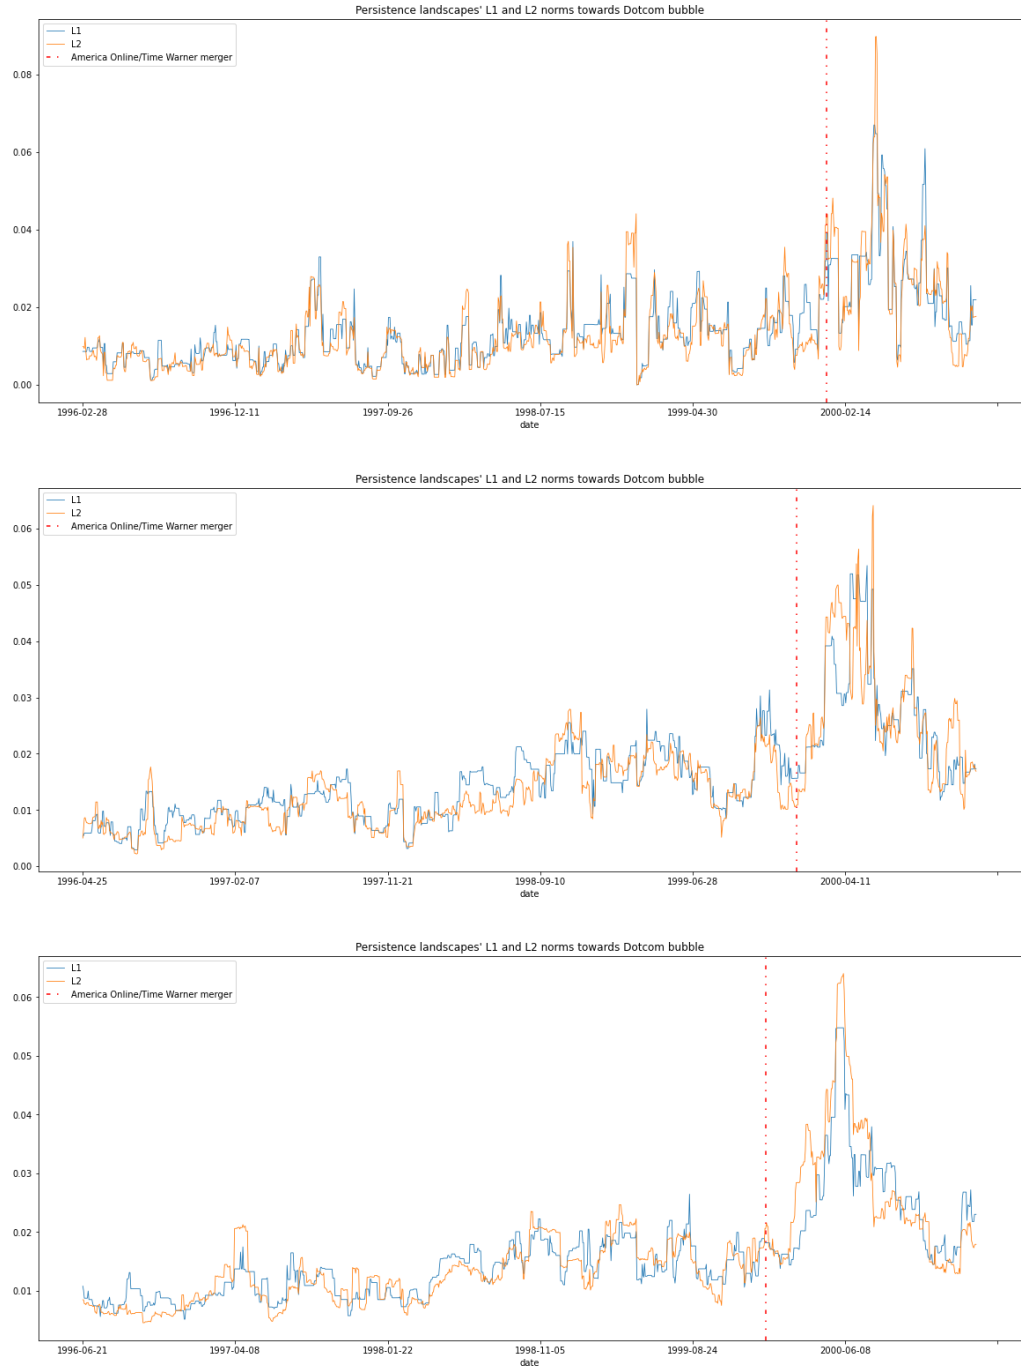 Persistence landscapes' L1 and L2 norms towards Dotcom bubble
L1
L2
America Online/Time Warner merger
0.08
0.06
0.04
0.02
0.00
1996-02-28 1996-12-11 1997-09-26 1998-07-15 1999-04-30 2000-02-14
date
Persistence landscapes' L1 and L2 norms towards Dotcom bubble
L1
L2
America Online/Time Warner merger
0.06
0.05
0.04
0.03
0.02
0.01
0.00
1996-04-25 1997-02-07 1997-11-21 1998-09-10 1999-06-28 2000-04-11
date
Persistence landscapes' L1 and L2 norms towards Dotcom bubble
L1
L2
America Online/Time Warner merger
0.06
0.05
0.04
0.03
0.02
0.01
1996-06-21 1997-04-08 1998-01-22 1998-11-05 1999-08-24 2000-06-08
date